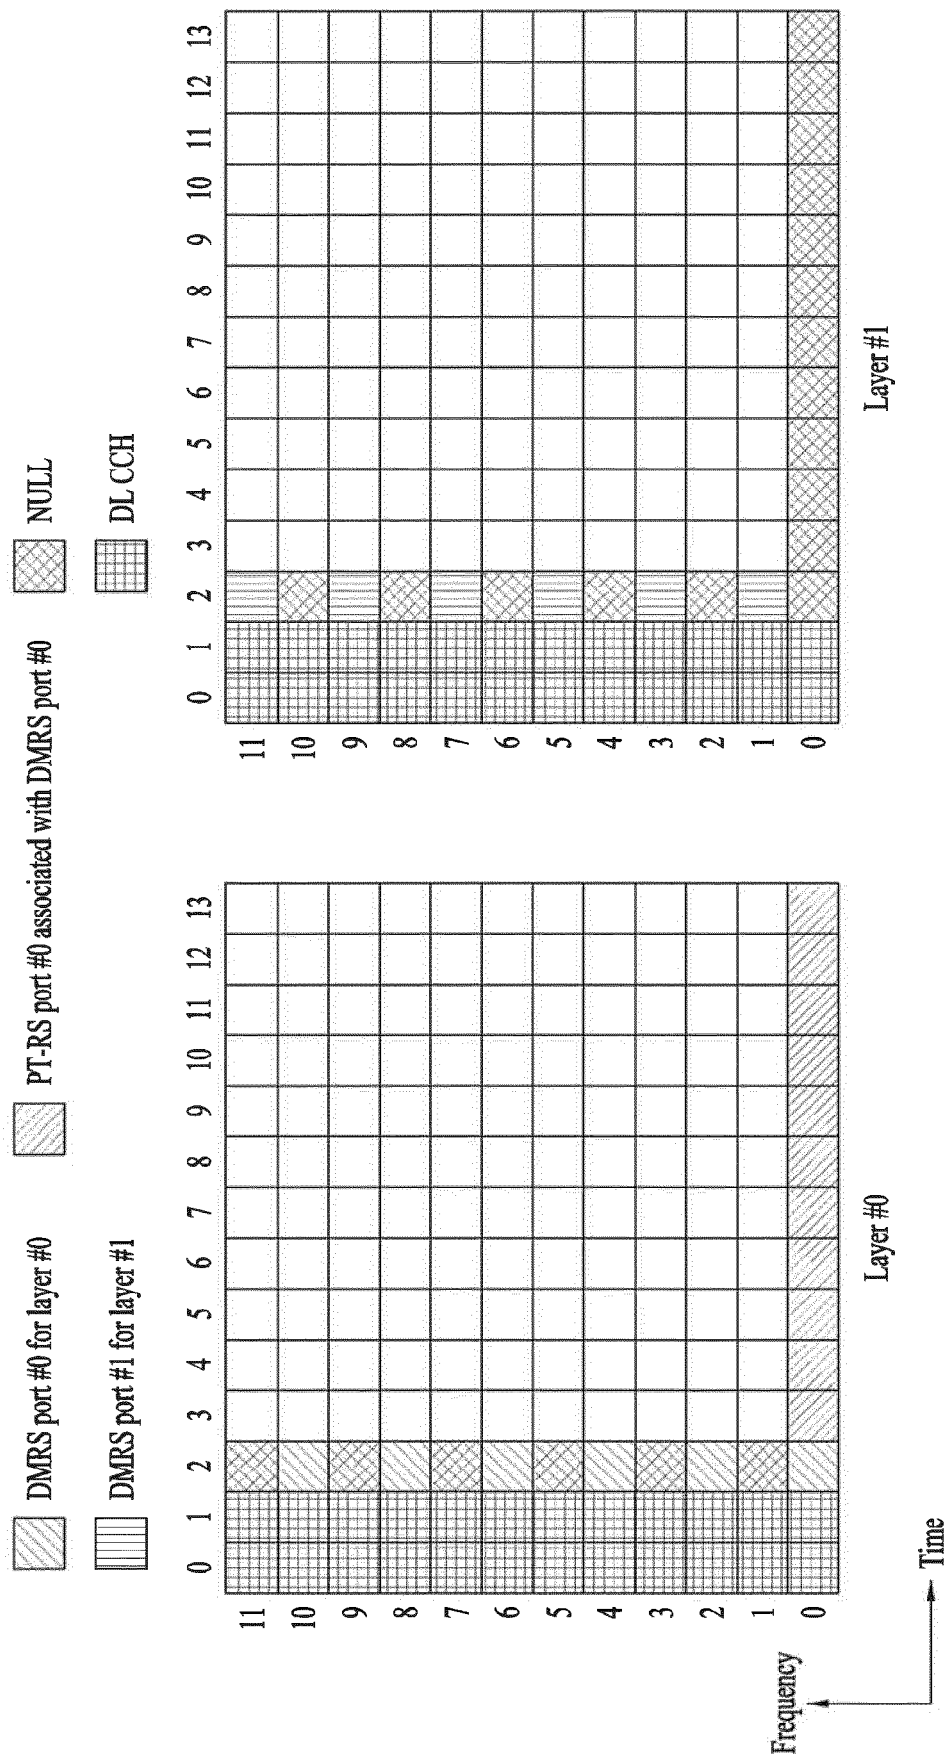 DMRS port #0 for layer #0
PT-RS port #0 associated with DMRS port #0
NULL
DMRS port #1 for layer #1
DL CCH
0 1 2 3 4 5 6 7 8 9 10 11 12 13
11
10
9
8
7
6
5
4
3
2
1
0
Layer #0
0 1 2 3 4 5 6 7 8 9 10 11 12 13
11
10
9
8
7
6
5
4
3
2
1
0
Layer #1
Frequency
Time